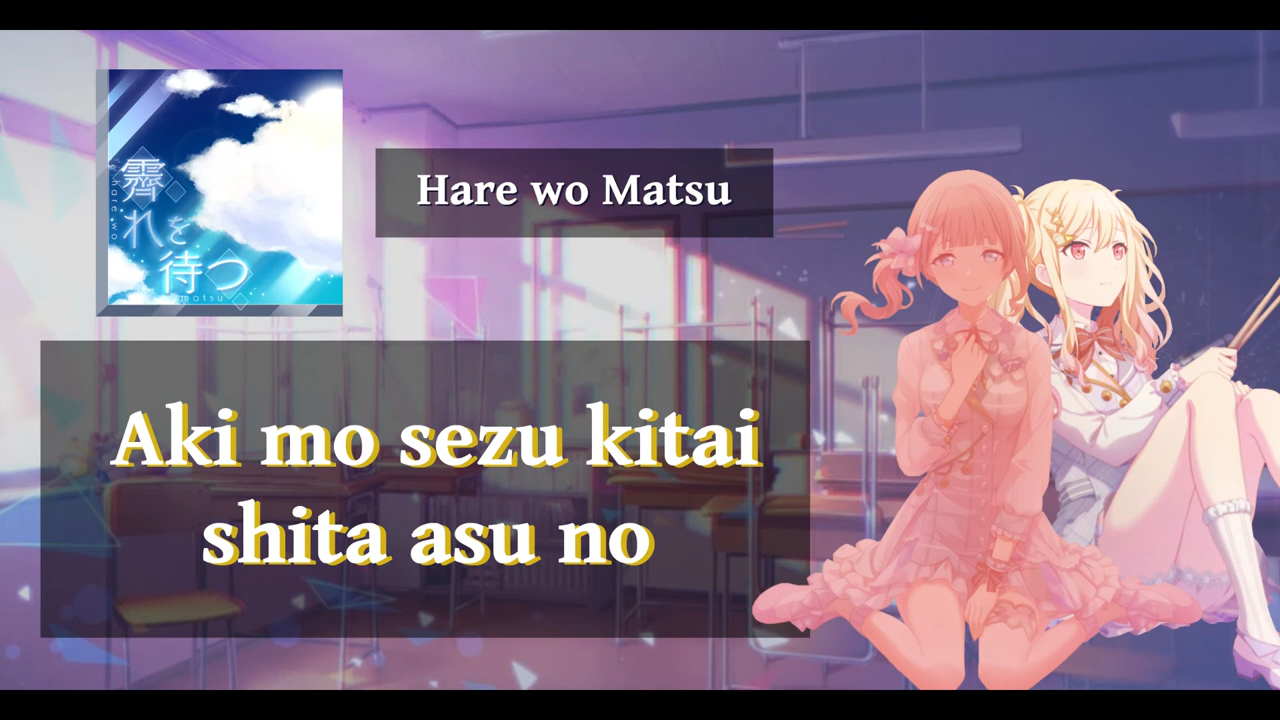 霽
れを
待つ
hare wo
matsu
Hare wo Matsu
Aki mo sezu kitai
shita asu no